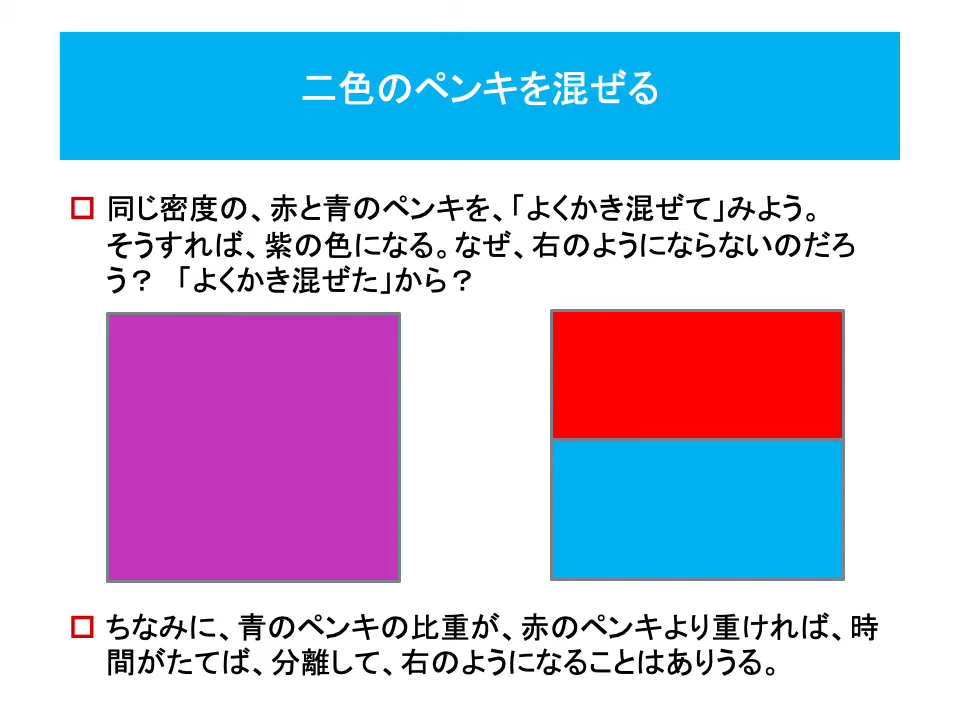 二色のペンキを混ぜる
同じ密度の、赤と青のペンキを、「よくかき混ぜて」みよう。
そうすれば、紫の色になる。なぜ、右のようにならないのだろ
う？　「よくかき混ぜた」から？
ちなみに、青のペンキの比重が、赤のペンキより重ければ、時
間がたてば、分離して、右のようになることはありうる。